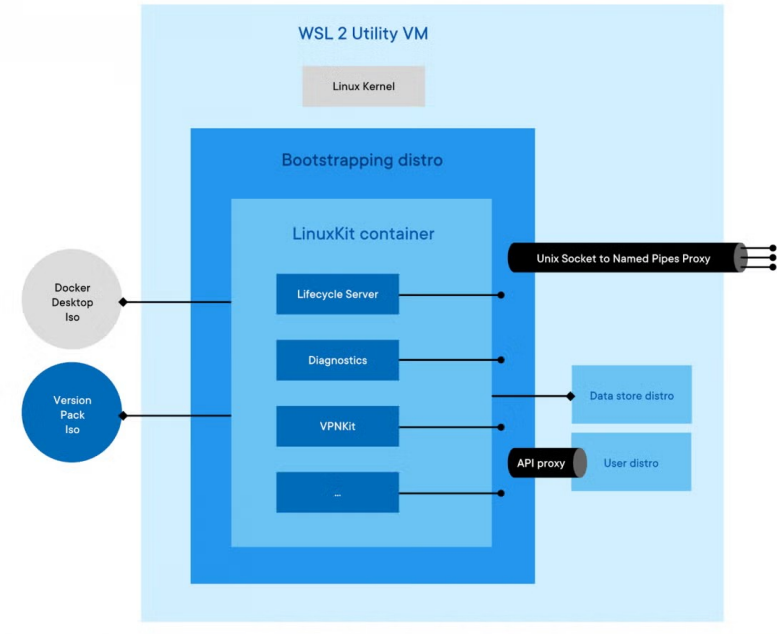 WSL 2 Utility VM
Linux Kernel
Bootstrapping distro
LinuxKit container
Unix Socket to Named Pipes Proxy
Docker
Desktop
Iso
Lifecycle Server
Diagnostics
Data store distro
Version
Pack
Iso
VPNKit
API proxy
User distro
...